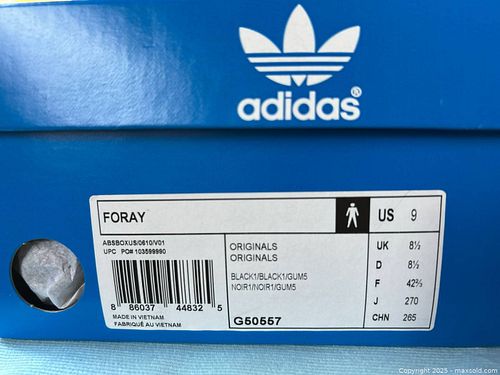 adidas®
FORAY
US 9
ABSBOXUS/0610/V01
UPC PO# 103599990
8 86037 44832 5
MADE IN VIETNAM
FABRIQUÉ AU VIETNAM
ORIGINALS
ORIGINALS
BLACK1/BLACK1/GUM5
NOIR1/NOIR1/GUM5
G50557
UK 8½
D 8½
F 42⅔
J 270
CHN 265
Copyright 2025 - maxsold.com